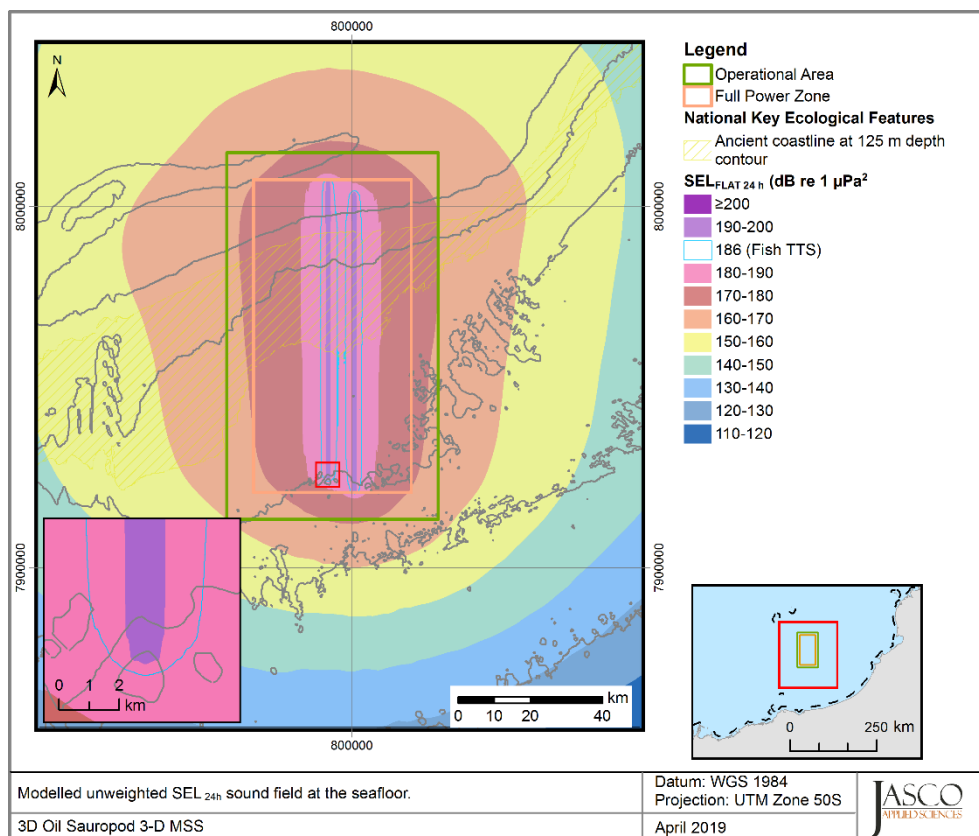 800000
N
8000000
8000000
7900000
7900000
800000
0 1 2
km
km
0 20 40
Legend
Operational Area
Full Power Zone
National Key Ecological Features
Ancient coastline at 125 m depth
contour
SELFLAT 24 h (dB re 1 µPa²
≥200
190-200
186 (Fish TTS)
180-190
170-180
160-170
150-160
140-150
130-140
120-130
110-120
km
0 250
Modelled unweighted SEL 24h sound field at the seafloor.
3D Oil Sauropod 3-D MSS
Datum: WGS 1984
Projection: UTM Zone 50S
April 2019
JASCO
APPLIED SCIENCES